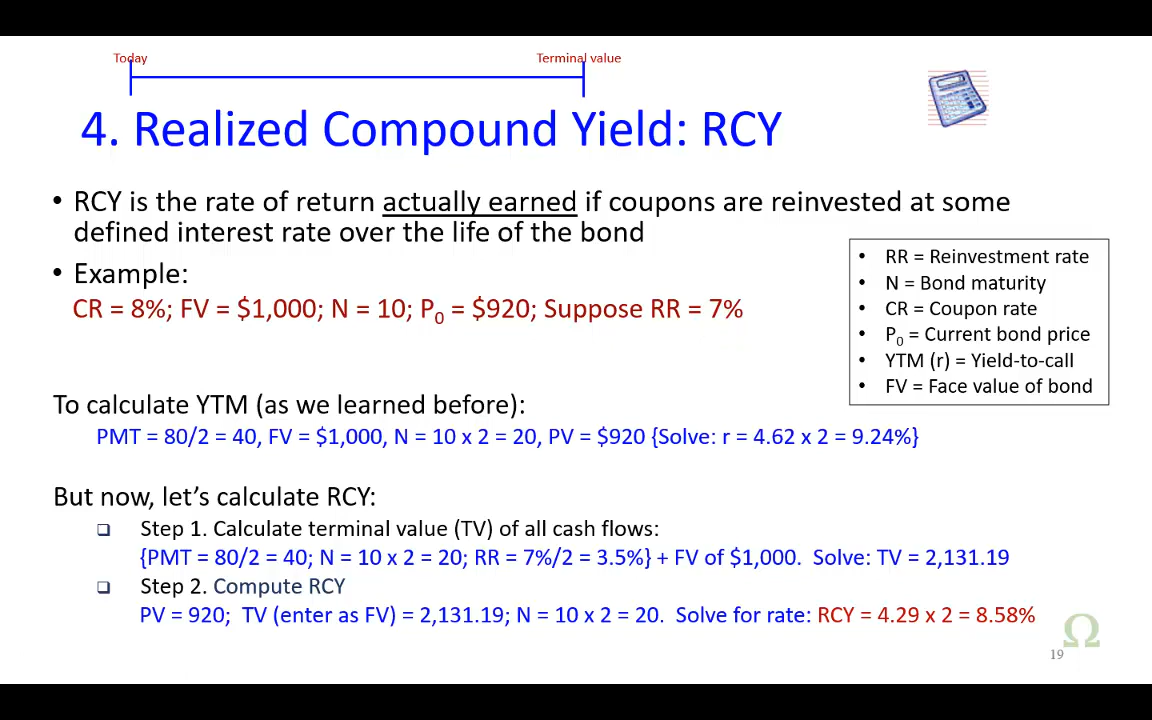 Today
Terminal value
4. Realized Compound Yield: RCY
• RCY is the rate of return actually earned if coupons are reinvested at some
defined interest rate over the life of the bond
• Example:
CR = 8%; FV = $1,000; N = 10; P0 = $920; Suppose RR = 7%
• RR = Reinvestment rate
• N = Bond maturity
• CR = Coupon rate
• P0 = Current bond price
• YTM (r) = Yield-to-call
• FV = Face value of bond
To calculate YTM (as we learned before):
PMT = 80/2 = 40, FV = $1,000, N = 10 x 2 = 20, PV = $920 {Solve: r = 4.62 x 2 = 9.24%}
But now, let's calculate RCY:
❑ Step 1. Calculate terminal value (TV) of all cash flows:
{PMT = 80/2 = 40; N = 10 x 2 = 20; RR = 7%/2 = 3.5%} + FV of $1,000. Solve: TV = 2,131.19
❑ Step 2. Compute RCY
PV = 920; TV (enter as FV) = 2,131.19; N = 10 x 2 = 20. Solve for rate: RCY = 4.29 x 2 = 8.58%
Ω
19